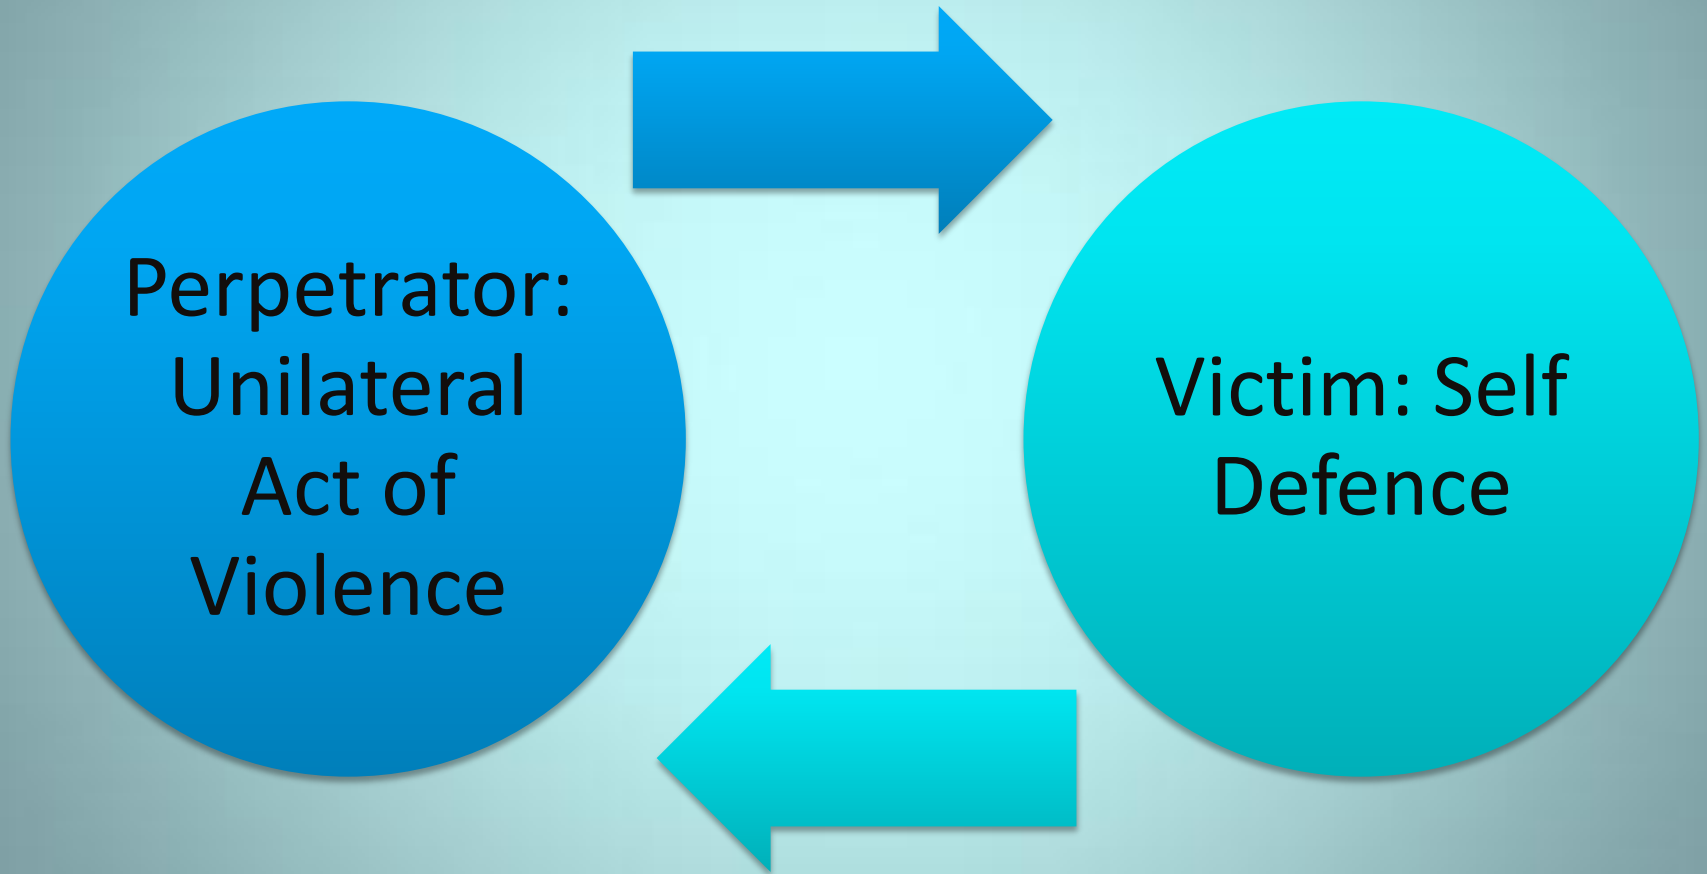 Perpetrator:
Unilateral
Act of
Violence
Victim: Self
Defence